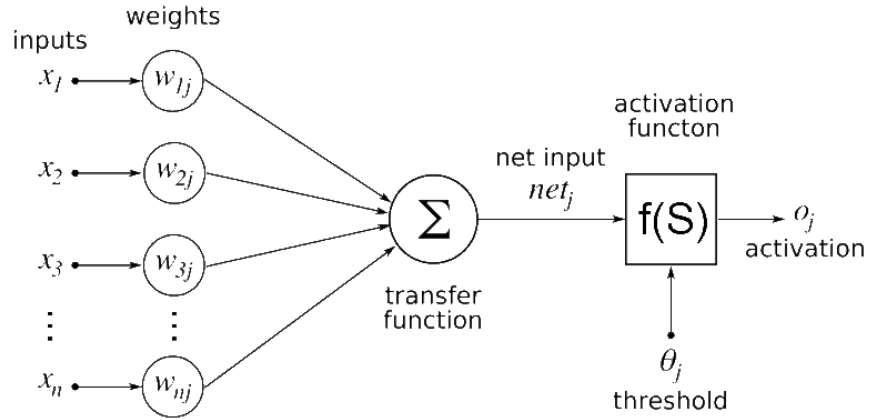 weights
inputs
x1 w1j
x2 w2j
x3 w3j
⋮ ⋮
xn wnj
Σ
transfer
function
net input
netj
activation
functon
f(S)
oj
activation
θj
threshold